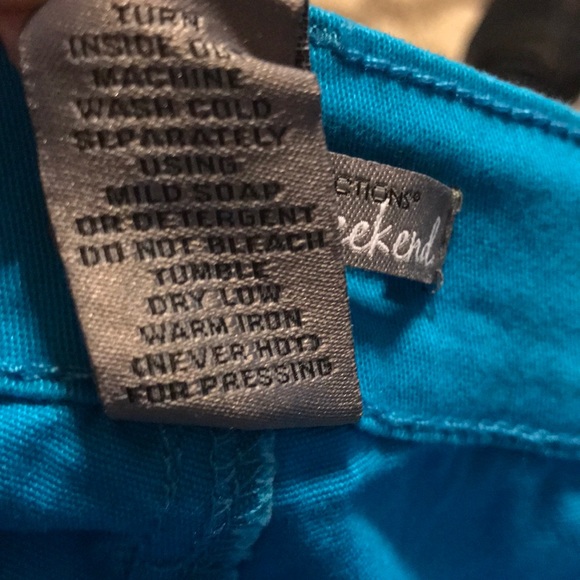 TURN
INSIDE OU
MACHINE
WASH COLD
SEPARATELY
USING
MILD SOAP
OR DETERGENT
DO NOT BLEACH
TUMBLE
DRY LOW
WARM IRON
(NEVER HOT)
FOR PRESSING
CTIONS®
eekend